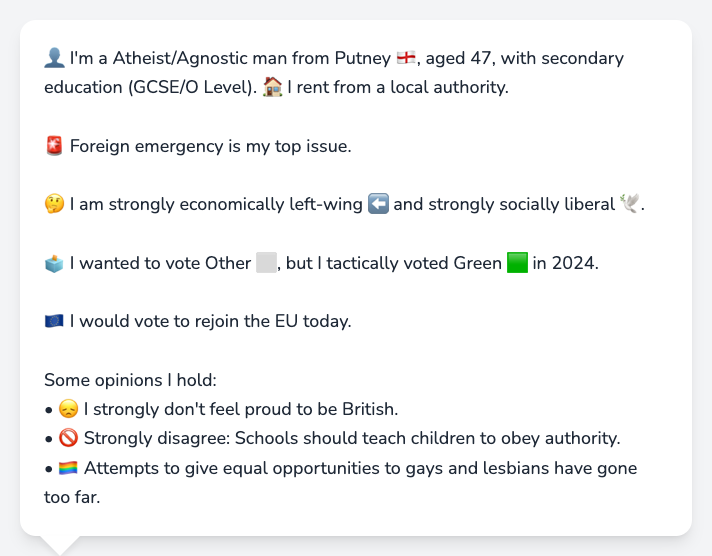 👤 I'm a Atheist/Agnostic man from Putney 🏴󠁧󠁢󠁥󠁮󠁧󠁿, aged 47, with secondary
education (GCSE/O Level). 🏠 I rent from a local authority.
🚨 Foreign emergency is my top issue.
🤔 I am strongly economically left-wing ⬅️ and strongly socially liberal 🕊️.
🗳️ I wanted to vote Other ⬜, but I tactically voted Green 🟩 in 2024.
🇪🇺 I would vote to rejoin the EU today.
Some opinions I hold:
• 😞 I strongly don't feel proud to be British.
• 🚫 Strongly disagree: Schools should teach children to obey authority.
• 🏳️‍🌈 Attempts to give equal opportunities to gays and lesbians have gone
too far.